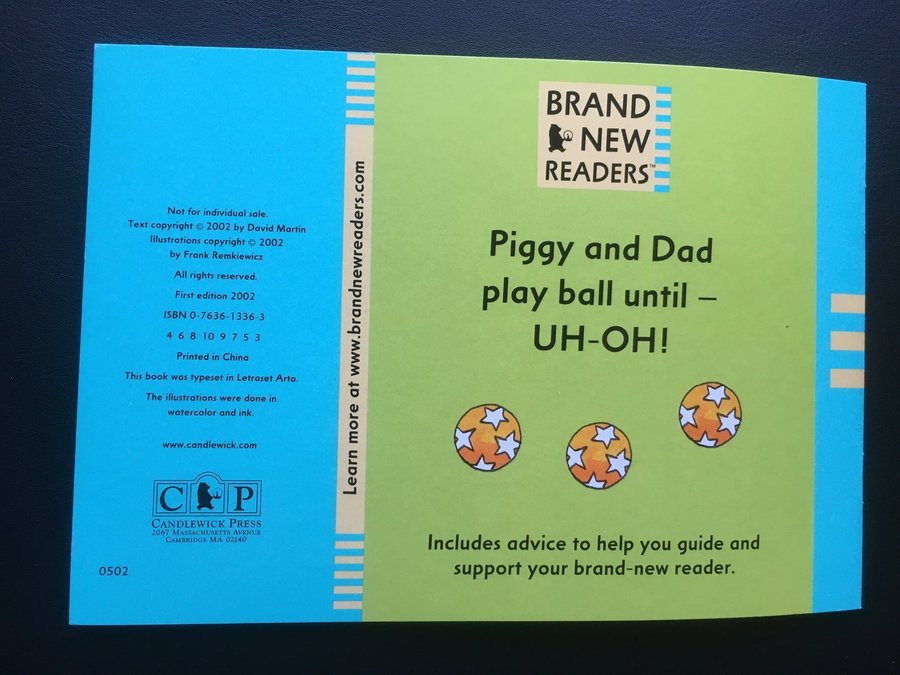 Not for individual sale.
Text copyright © 2002 by David Martin
Illustrations copyright © 2002
by Frank Remkiewicz
All rights reserved.
First edition 2002
ISBN 0-7636-1336-3
4 6 8 10 9 7 5 3
Printed in China
This book was typeset in Letraset Arta.
The illustrations were done in
watercolor and ink.
www.candlewick.com
C P
CANDLEWICK PRESS
2067 MASSACHUSETTS AVENUE
CAMBRIDGE MA 02140
0502
Learn more at www.brandnewreaders.com
BRAND
NEW
READERS™
Piggy and Dad
play ball until –
UH-OH!
Includes advice to help you guide and
support your brand-new reader.